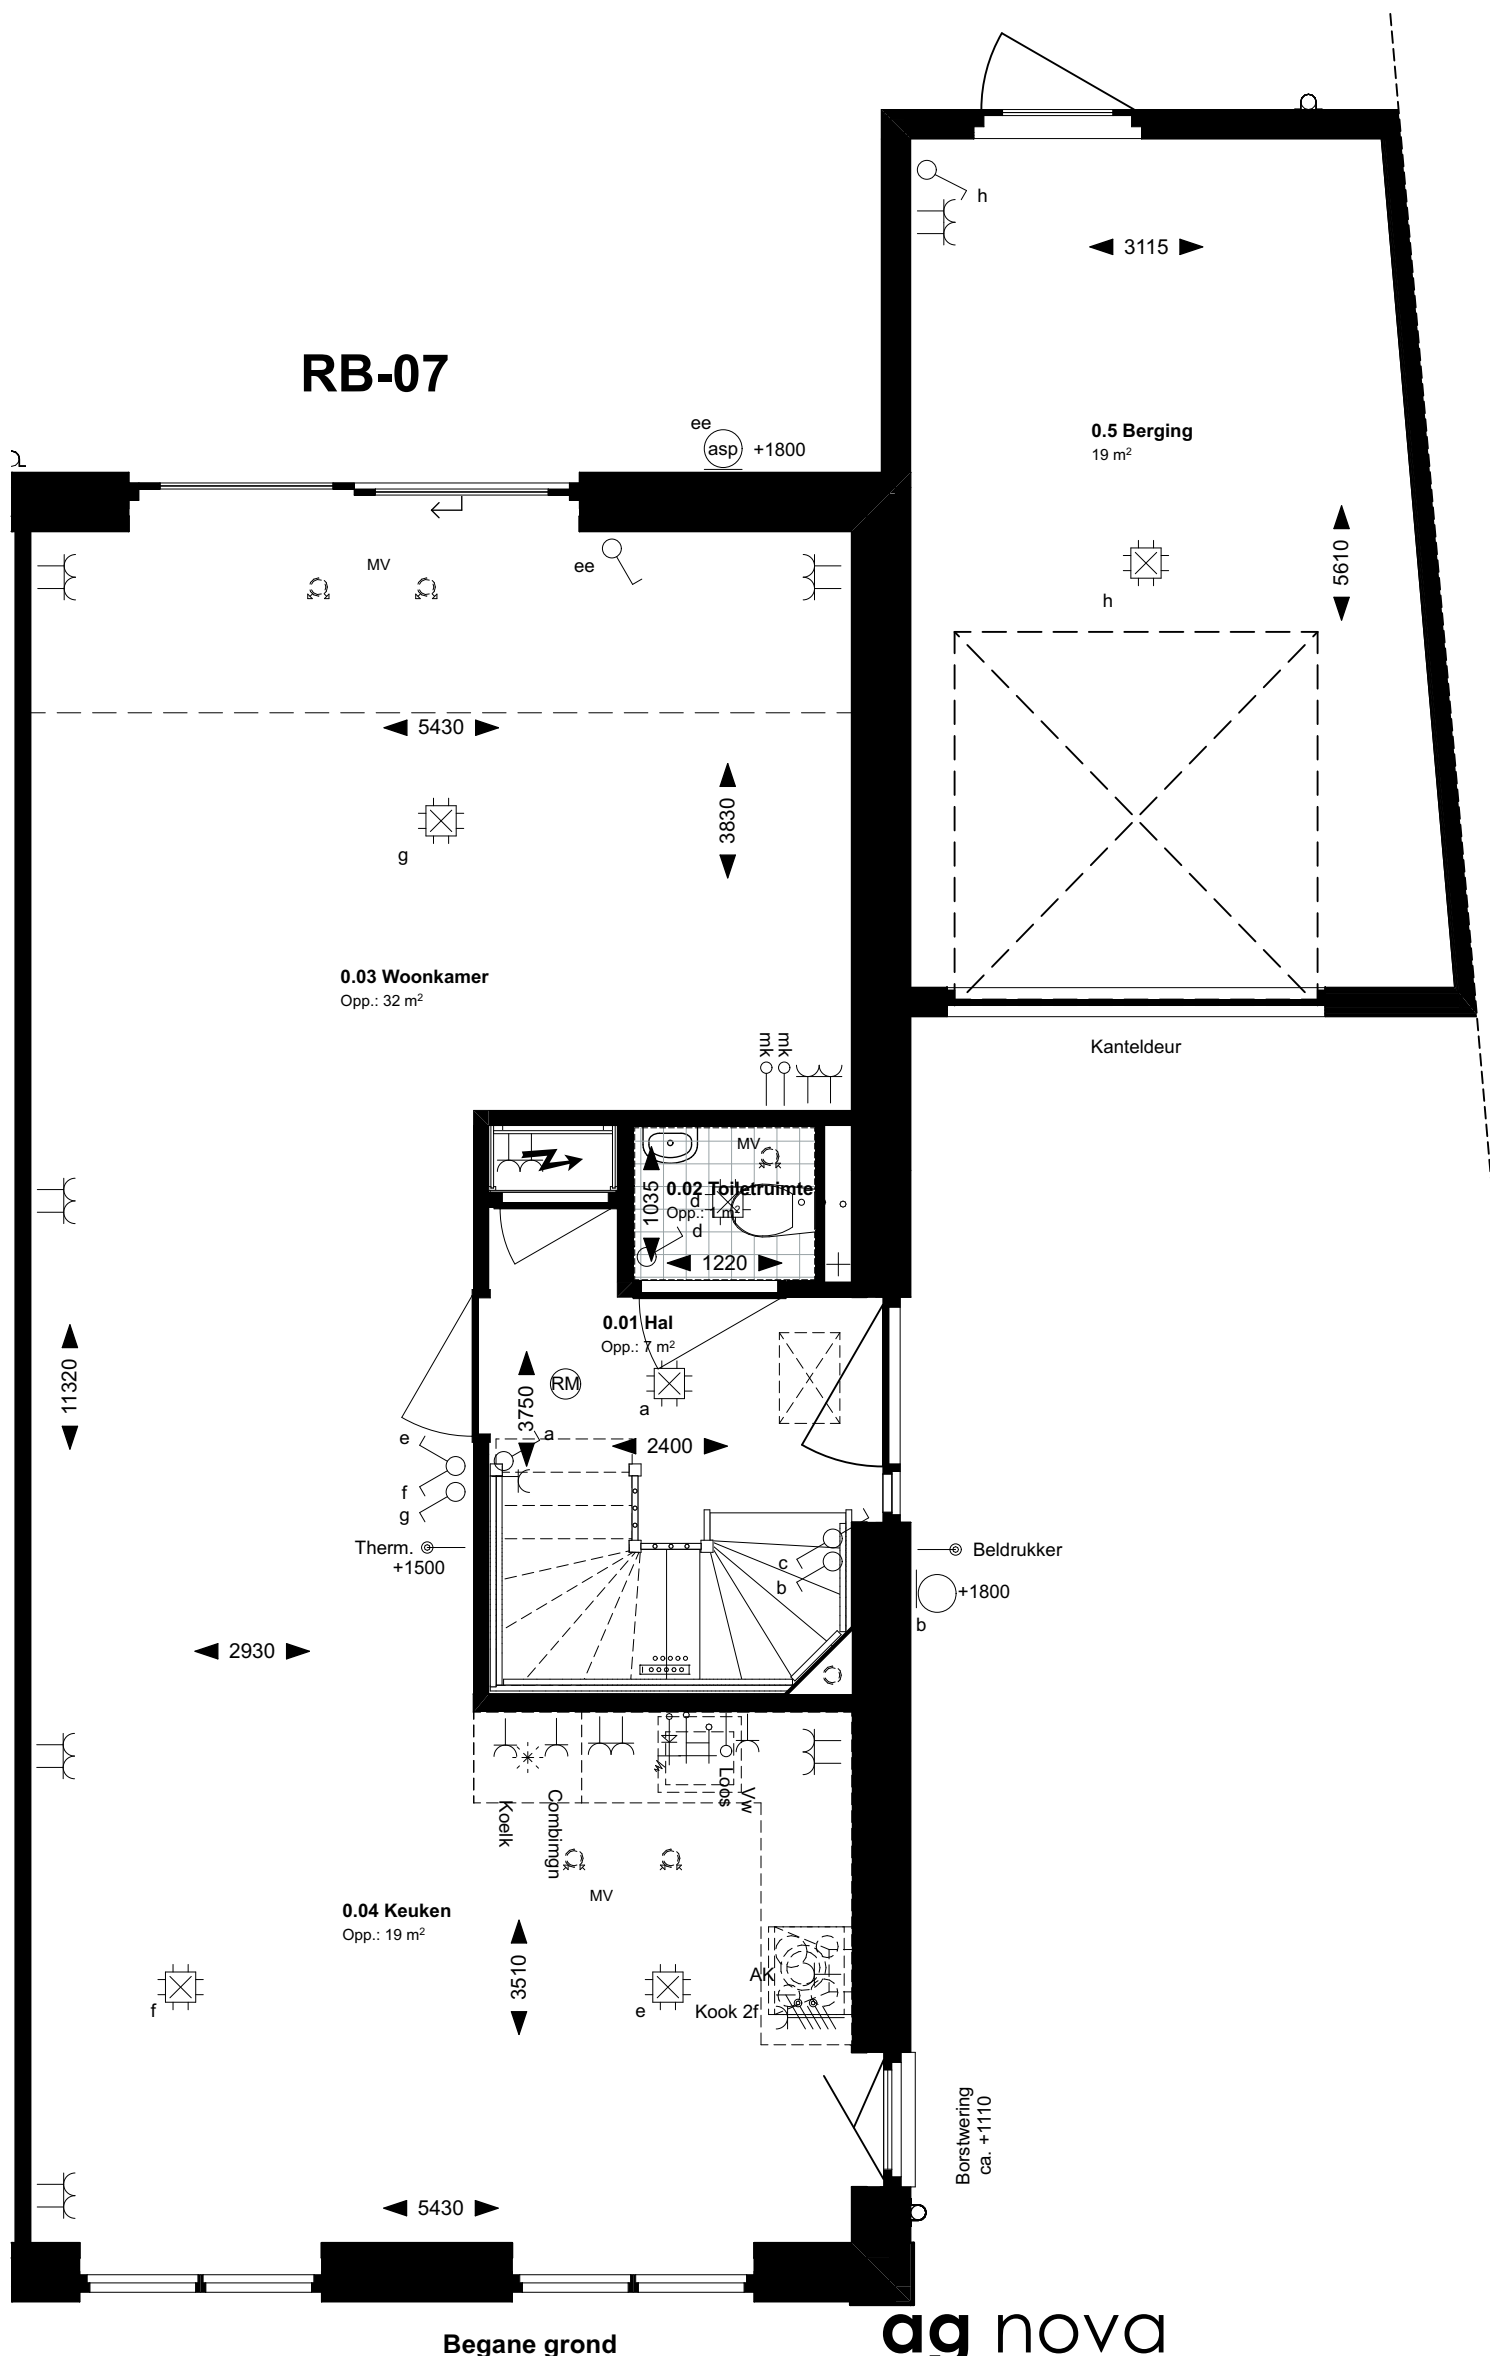 h
3115
RB-07
0.5 Berging
19 m²
ee
asp
+1800
5610
h
MV
ee
5430
3830
g
0.03 Woonkamer
Opp.: 32 m²
mk
mk
Kanteldeur
MV
1035
0.02 Toiletruimte
d
Opp.: 1 m²
d
1220
0.01 Hal
Opp.: 7 m²
11320
RM
3750
a
a
2400
e
f
g
Therm.
+1500
c
b
Beldrukker
+1800
b
2930
Koelk
Combimgn
Loos
Vw
MV
0.04 Keuken
Opp.: 19 m²
3510
AK
f
e
Kook 2f
Borstwering
ca. +1110
5430
Begane grond
ag nova